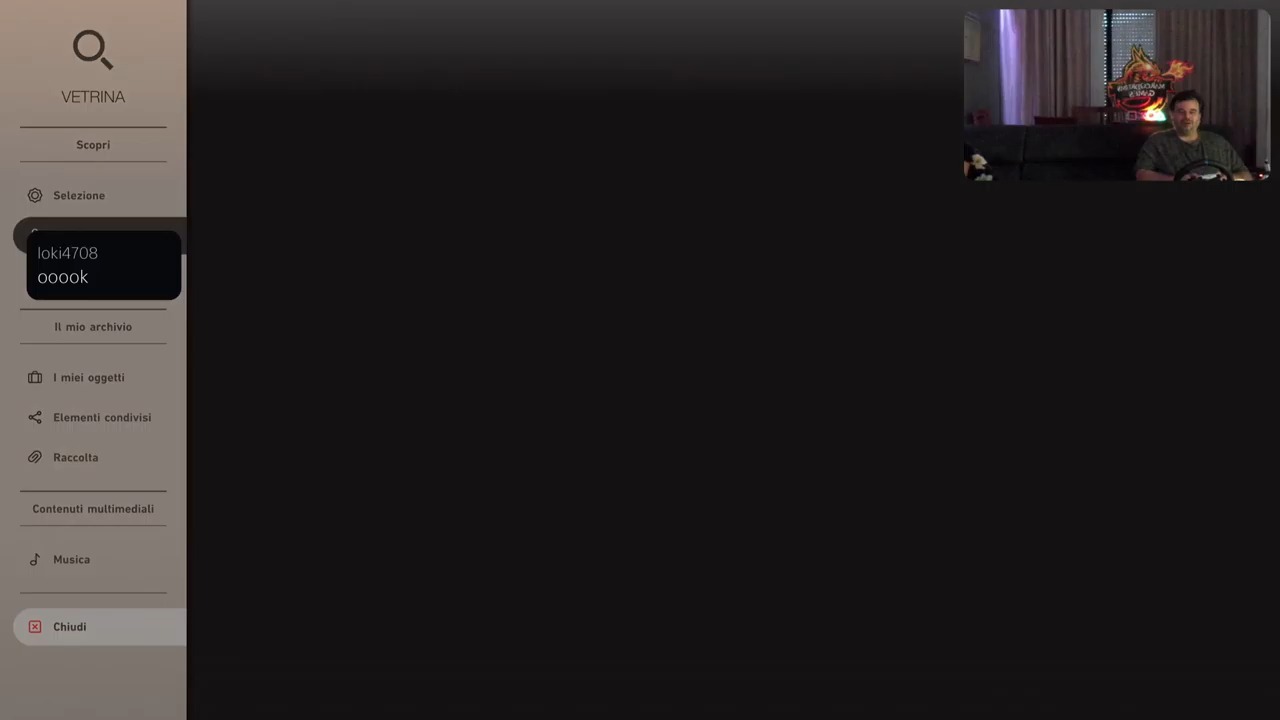 VETRINA
Scopri
Selezione
loki4708
ooook
Il mio archivio
I miei oggetti
Elementi condivisi
Raccolta
Contenuti multimediali
Musica
Chiudi